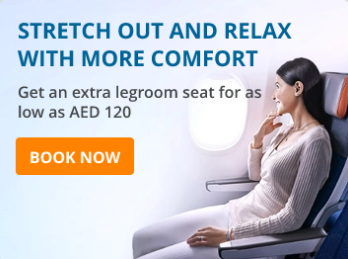 STRETCH OUT AND RELAX
WITH MORE COMFORT
Get an extra legroom seat for as
low as AED 120
BOOK NOW